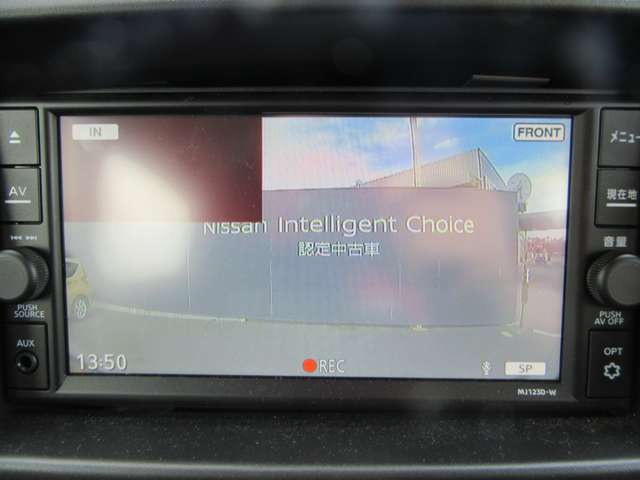 IN
FRONT
メニュー
AV
現在地
Nissan Intelligent Choice
認定中古車
音量
PUSH
SOURCE
PUSH
AV OFF
AUX
OPT
13:50
REC
SP
MJ123D-W